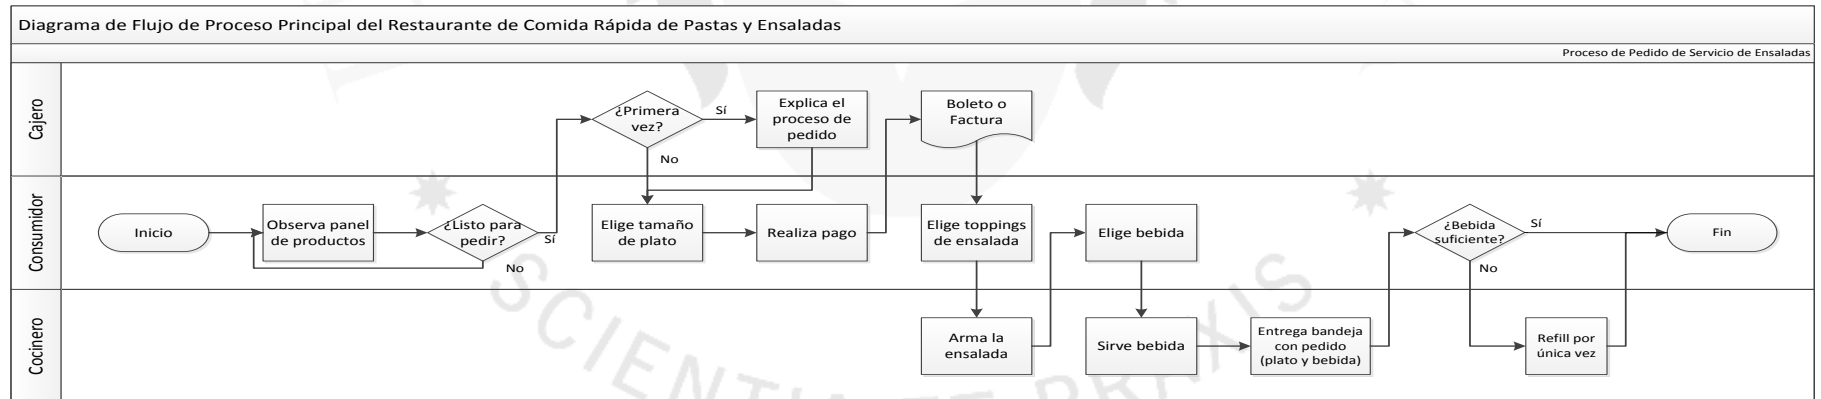 Diagrama de Flujo de Proceso Principal del Restaurante de Comida Rápida de Pastas y Ensaladas
Proceso de Pedido de Servicio de Ensaladas
Cajero
¿Primera
vez?
Sí
No
Explica el
proceso de
pedido
Boleto o
Factura
Consumidor
Inicio
Observa panel
de productos
¿Listo para
pedir?
Sí
No
Elige tamaño
de plato
Realiza pago
Elige toppings
de ensalada
Elige bebida
¿Bebida
suficiente?
Sí
No
Fin
Cocinero
Arma la
ensalada
Sirve bebida
Entrega bandeja
con pedido
(plato y bebida)
Refill por
única vez
SCIENTIA ET PRAXIS